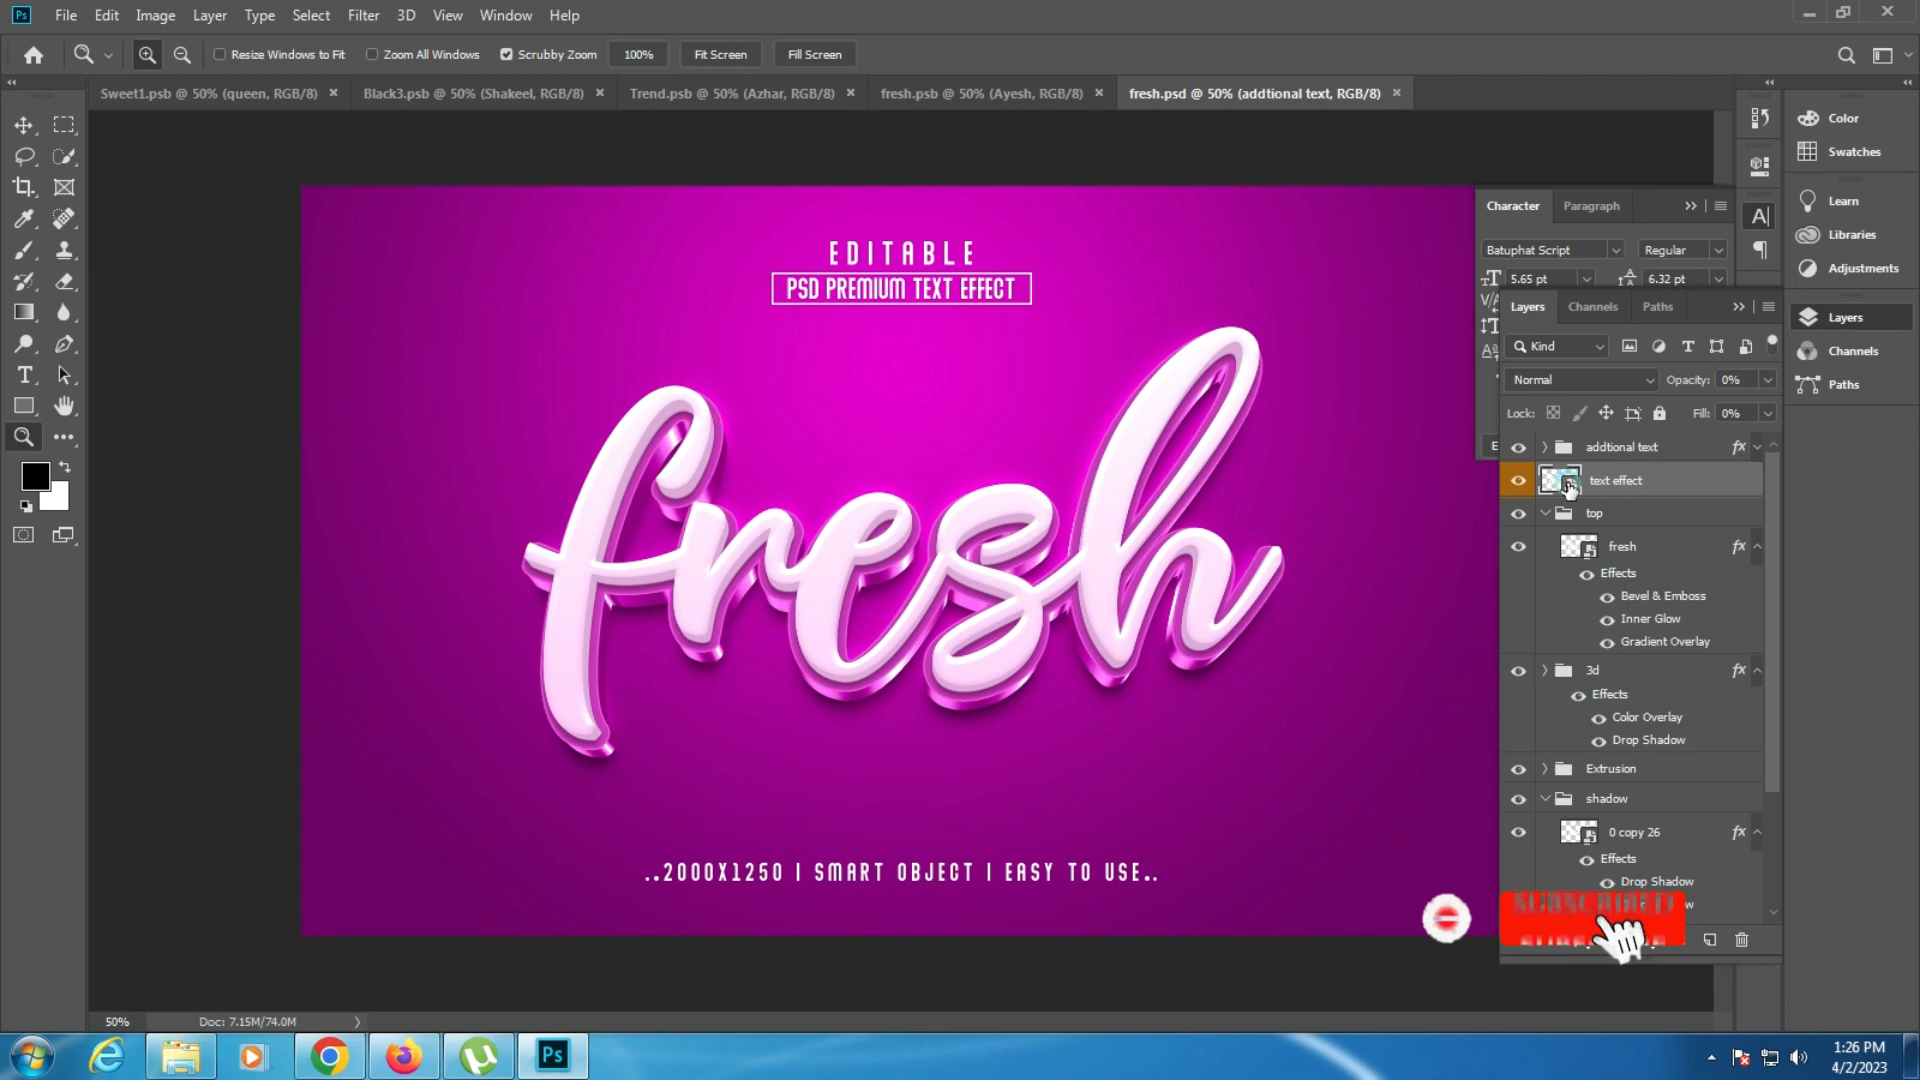 Ps File Edit Image Layer Type Select Filter 3D View Window Help
Resize Windows to Fit Zoom All Windows Scrubby Zoom 100% Fit Screen Fill Screen
Sweet1.psb @ 50% (queen, RGB/8) × Black3.psb @ 50% (Shakeel, RGB/8) × Trend.psb @ 50% (Azhar, RGB/8) × fresh.psb @ 50% (Ayesh, RGB/8) × fresh.psd @ 50% (addtional text, RGB/8) ×
Color
Swatches
Learn
Libraries
Adjustments
Layers
Channels
Paths
Character Paragraph
Batuphat Script Regular
5.65 pt 6.32 pt
Layers Channels Paths
Kind
Normal Opacity: 0%
Lock: Fill: 0%
addtional text fx
text effect
top
fresh fx
Effects
Bevel & Emboss
Inner Glow
Gradient Overlay
3d fx
Effects
Color Overlay
Drop Shadow
Extrusion
shadow
0 copy 26 fx
Effects
Drop Shadow
EDITABLE
PSD PREMIUM TEXT EFFECT
fresh
..2000X1250 | SMART OBJECT | EASY TO USE..
50% Doc: 7.15M/74.0M
Ps
1:26 PM
4/2/2023